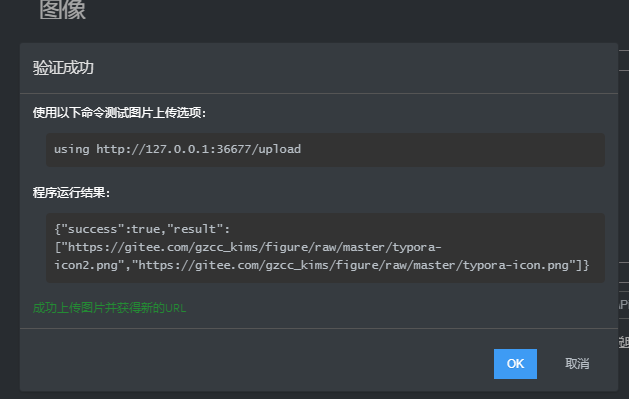 图像
验证成功
使用以下命令测试图片上传选项：
using http://127.0.0.1:36677/upload
程序运行结果：
{"success":true,"result":
["https://gitee.com/gzcc_kims/figure/raw/master/typora-
icon2.png","https://gitee.com/gzcc_kims/figure/raw/master/typora-icon.png"]}
成功上传图片并获得新的URL
OK 取消